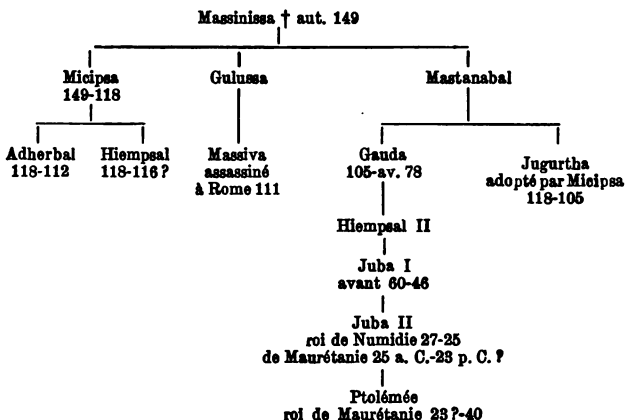 Massinissa † aut. 149
Micipsa
149-118
Gulussa
Mastanabal
Adherbal
118-112
Hiempsal
118-116?
Massiva
assassiné
à Rome 111
Gauda
105-av. 78
Jugurtha
adopté par Micipsa
118-105
Hiempsal II
Juba I
avant 60-46
Juba II
roi de Numidie 27-25
de Maurétanie 25 a. C.-23 p. C. ?
Ptolémée
roi de Maurétanie 23?-40